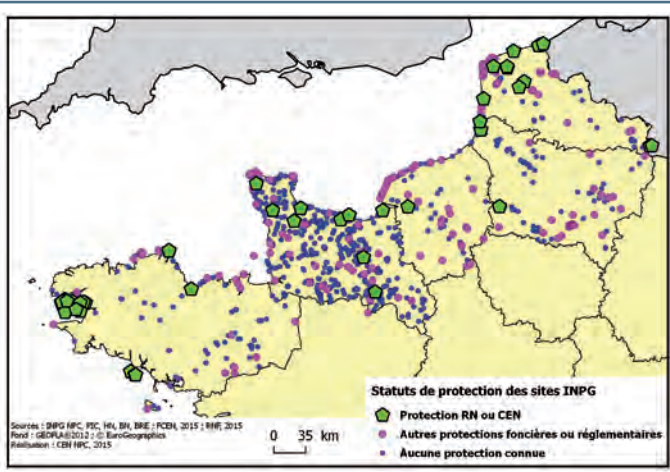 Statuts de protection des sites INPG
Protection RN ou CEN
Autres protections foncières ou réglementaires
Aucune protection connue
Sources : INPG NPC, PIC, HN, BN, BRE ; FCEN, 2015 ; RNF, 2015
Fond : GEOFLA®2012 ; © EuroGeographics
Réalisation : CEN NPC, 2015
0 35 km